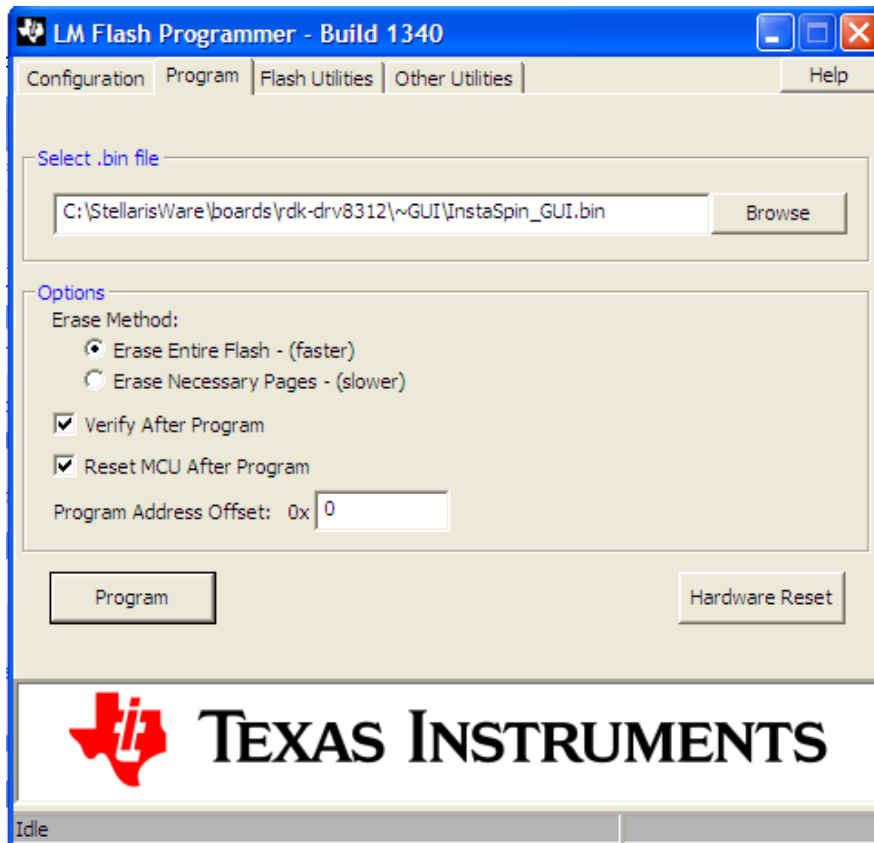 LM Flash Programmer - Build 1340
Configuration Program Flash Utilities Other Utilities Help
Select .bin file
C:\StellarisWare\boards\rdk-drv8312\~GUI\InstaSpin_GUI.bin Browse
Options
Erase Method:
Erase Entire Flash - (faster)
Erase Necessary Pages - (slower)
Verify After Program
Reset MCU After Program
Program Address Offset: 0x 0
Program Hardware Reset
TEXAS INSTRUMENTS
Idle